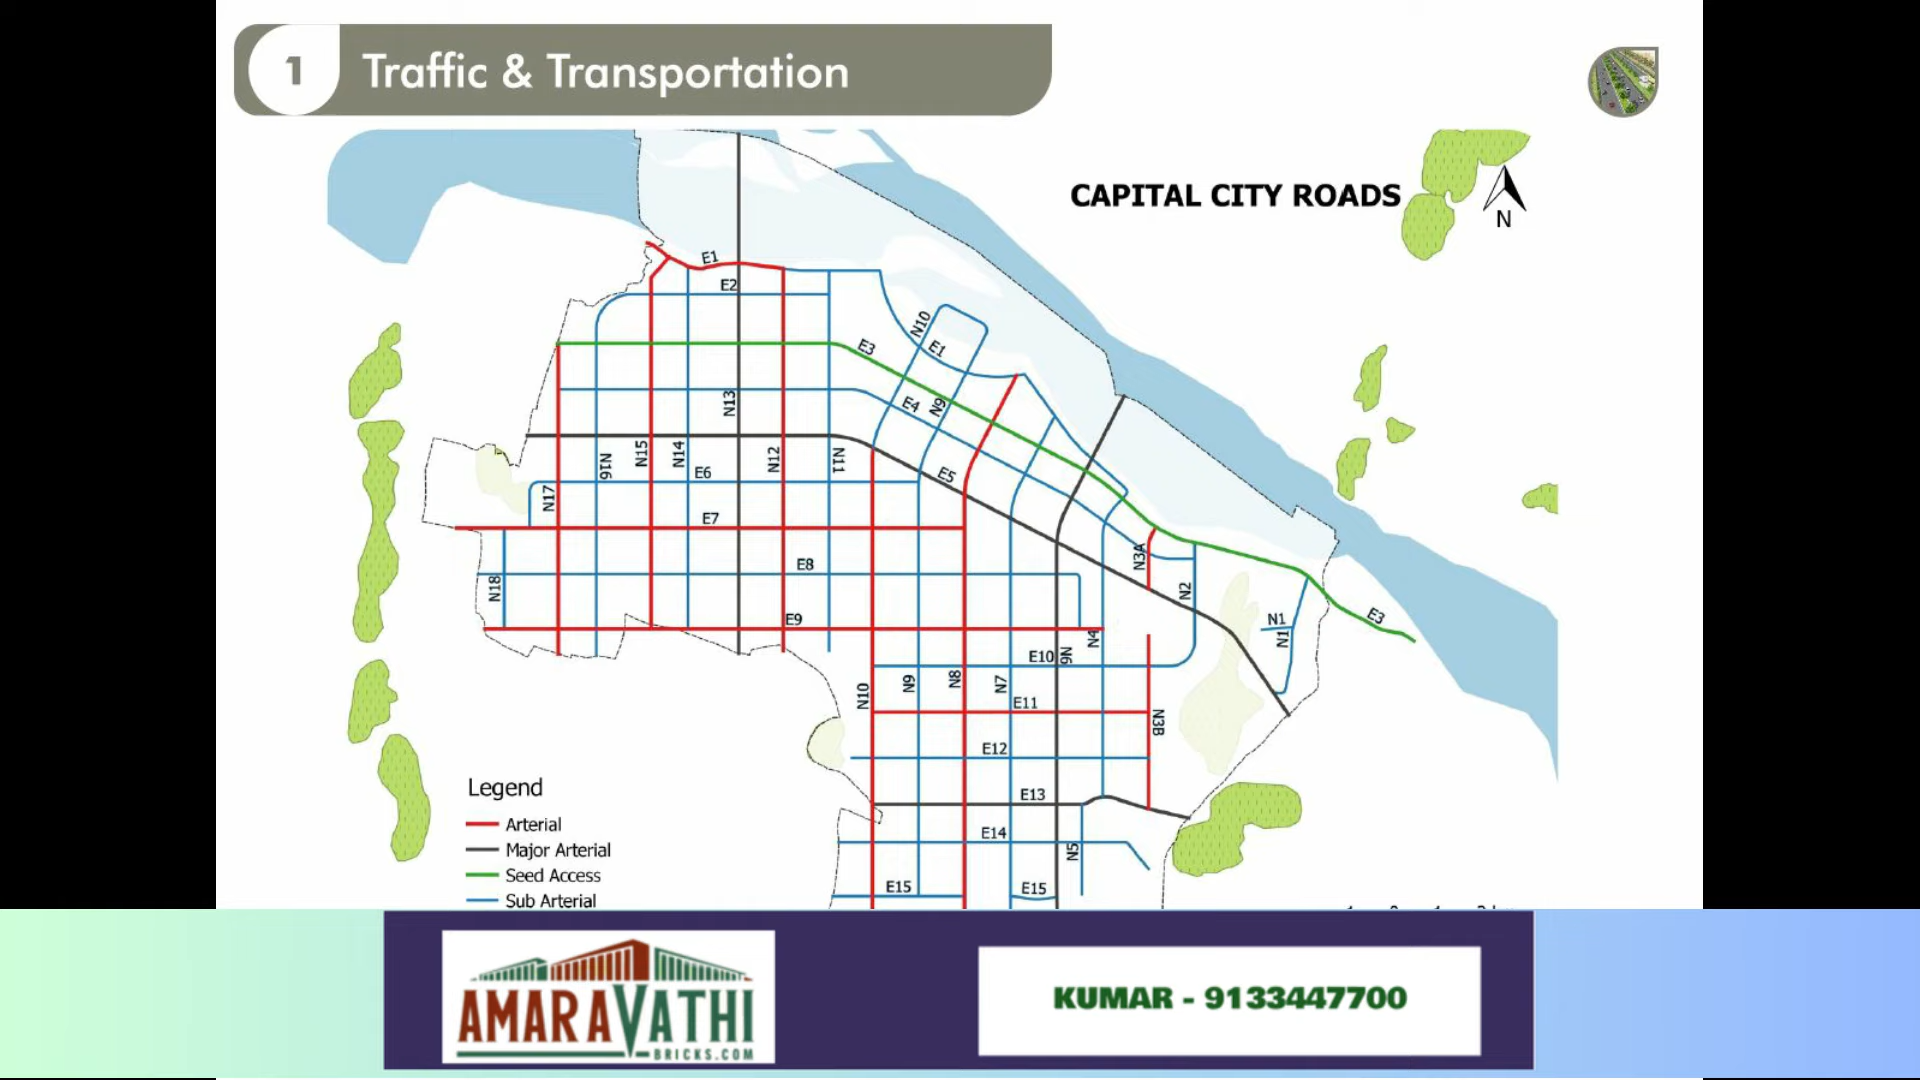 1
Traffic & Transportation
CAPITAL CITY ROADS
N
E1
E2
N10
E1
E3
E4
N9
N13
N15
N14
N16
N12
N11
E6
E5
N17
E7
N3A
E8
N18
N2
E9
N1
N1
E3
N4
E10
N6
N10
N9
N8
N7
E11
N3B
E12
E13
E14
N5
E15
E15
Legend
Arterial
Major Arterial
Seed Access
Sub Arterial
AMARAVATHI
BRICKS.COM
KUMAR - 9133447700